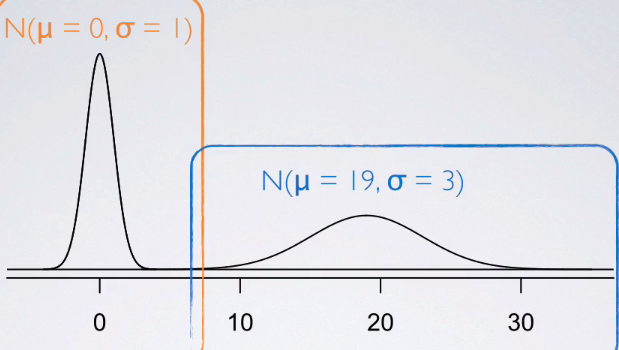 N(μ = 0, σ = 1)
N(μ = 19, σ = 3)
0 10 20 30